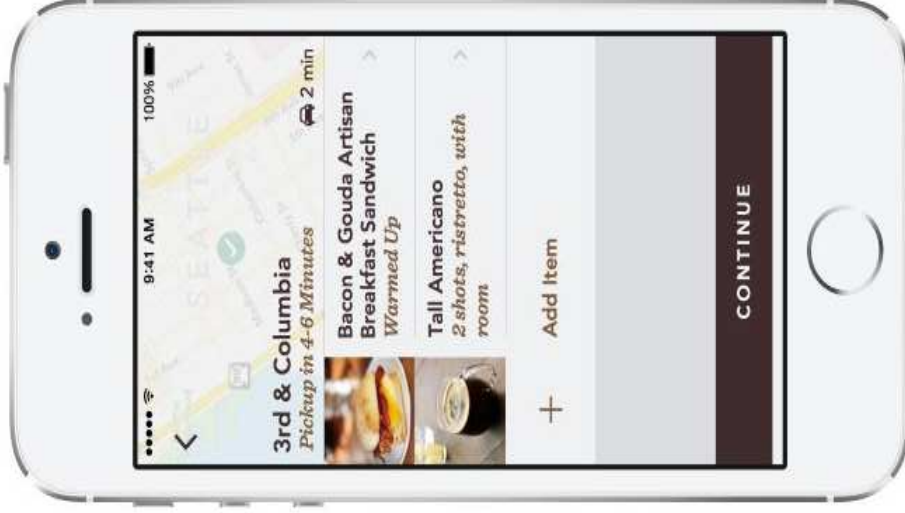 9:41 AM
100%
SEATTLE
3rd & Columbia
Pickup in 4-6 Minutes
2 min
Bacon & Gouda Artisan
Breakfast Sandwich
Warmed Up
Tall Americano
2 shots, ristretto, with
room
Add Item
CONTINUE